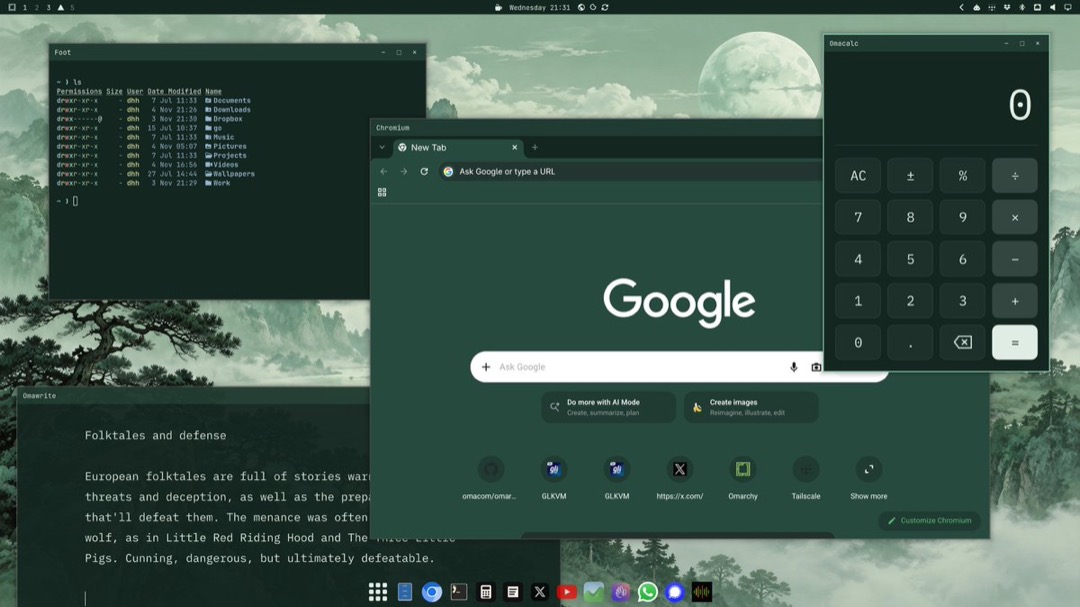 1 2 3 5
Wednesday 21:31
Foot
~ ❯ ls
Permissions Size User Date Modified Name
drwxr-xr-x - dhh 7 Jul 11:33 Documents
drwxr-xr-x - dhh 4 Nov 21:26 Downloads
drwx------@ - dhh 3 Nov 21:30 Dropbox
drwxr-xr-x - dhh 15 Jul 10:37 go
drwxr-xr-x - dhh 7 Jul 11:33 Music
drwxr-xr-x - dhh 4 Nov 05:07 Pictures
drwxr-xr-x - dhh 7 Jul 11:33 Projects
drwxr-xr-x - dhh 4 Nov 16:56 Videos
drwxr-xr-x - dhh 27 Jul 14:44 Wallpapers
drwxr-xr-x - dhh 3 Nov 21:29 Work
~ ❯
Chromium
New Tab
Ask Google or type a URL
Google
Ask Google
Do more with AI Mode
Create, summarize, plan
Create images
Reimagine, illustrate, edit
omacom/omar... GLKVM GLKVM https://x.com/ Omarchy Tailscale Show more
Customize Chromium
Omacalc
0
AC ± % ÷
7 8 9 ×
4 5 6 −
1 2 3 +
0 . =
Omawrite
Folktales and defense
European folktales are full of stories
threats and deception, as well as the
that'll defeat them. The menance was often
wolf, as in Little Red Riding Hood and The Three Little
Pigs. Cunning, dangerous, but ultimately defeatable.